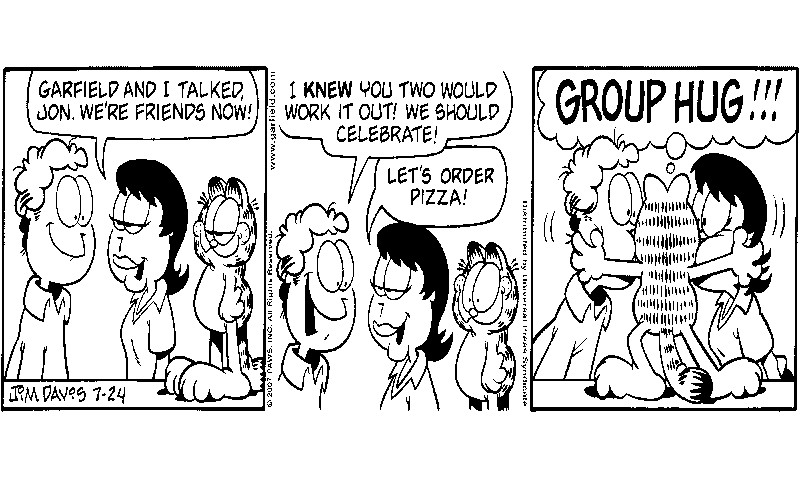 GARFIELD AND I TALKED,
JON. WE'RE FRIENDS NOW!
JIM DAVIS 7-24
www.garfield.com
© 2007 PAWS, INC. All Rights Reserved.
I KNEW YOU TWO WOULD
WORK IT OUT! WE SHOULD
CELEBRATE!
LET'S ORDER
PIZZA!
Distributed by Universal Press Syndicate
GROUP HUG!!!